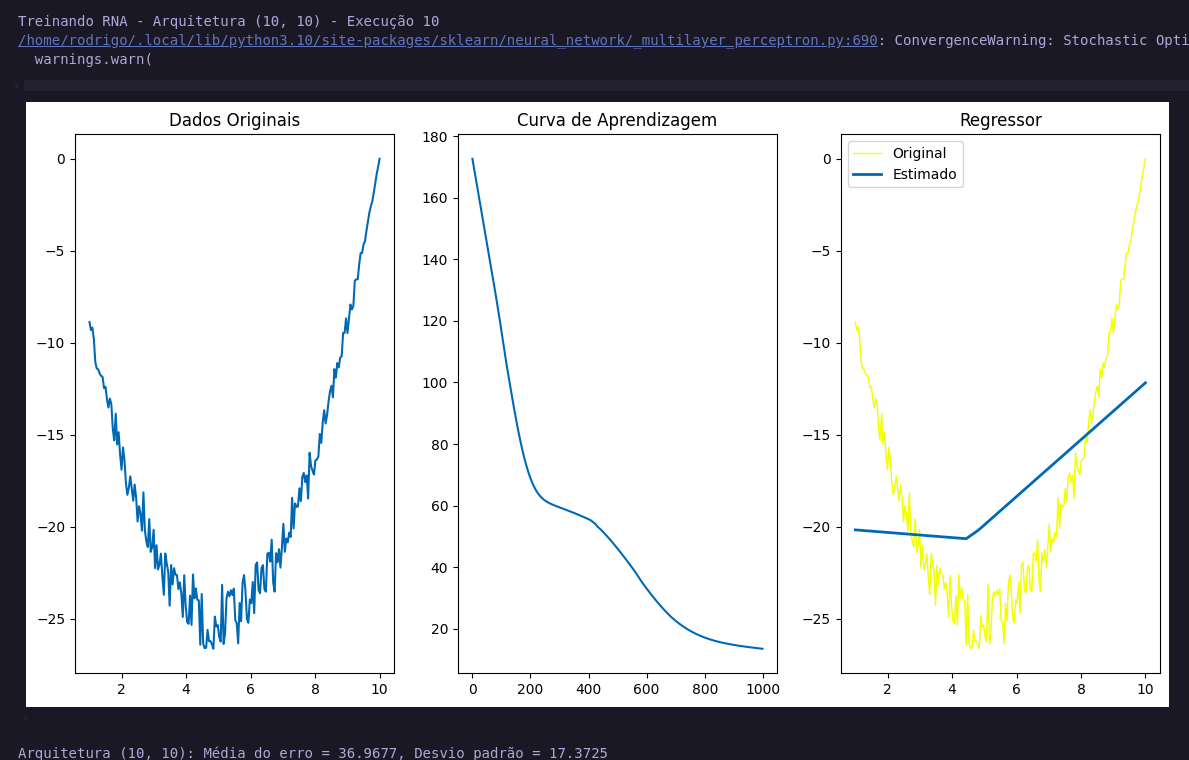 Treinando RNA - Arquitetura (10, 10) - Execução 10
/home/rodrigo/.local/lib/python3.10/site-packages/sklearn/neural_network/_multilayer_perceptron.py:690: ConvergenceWarning: Stochastic Opti
warnings.warn(
Dados Originais
0
−5
−10
−15
−20
−25
2 4 6 8 10
Curva de Aprendizagem
180
160
140
120
100
80
60
40
20
0 200 400 600 800 1000
Regressor
Original
Estimado
0
−5
−10
−15
−20
−25
2 4 6 8 10
Arquitetura (10, 10): Média do erro = 36.9677, Desvio padrão = 17.3725